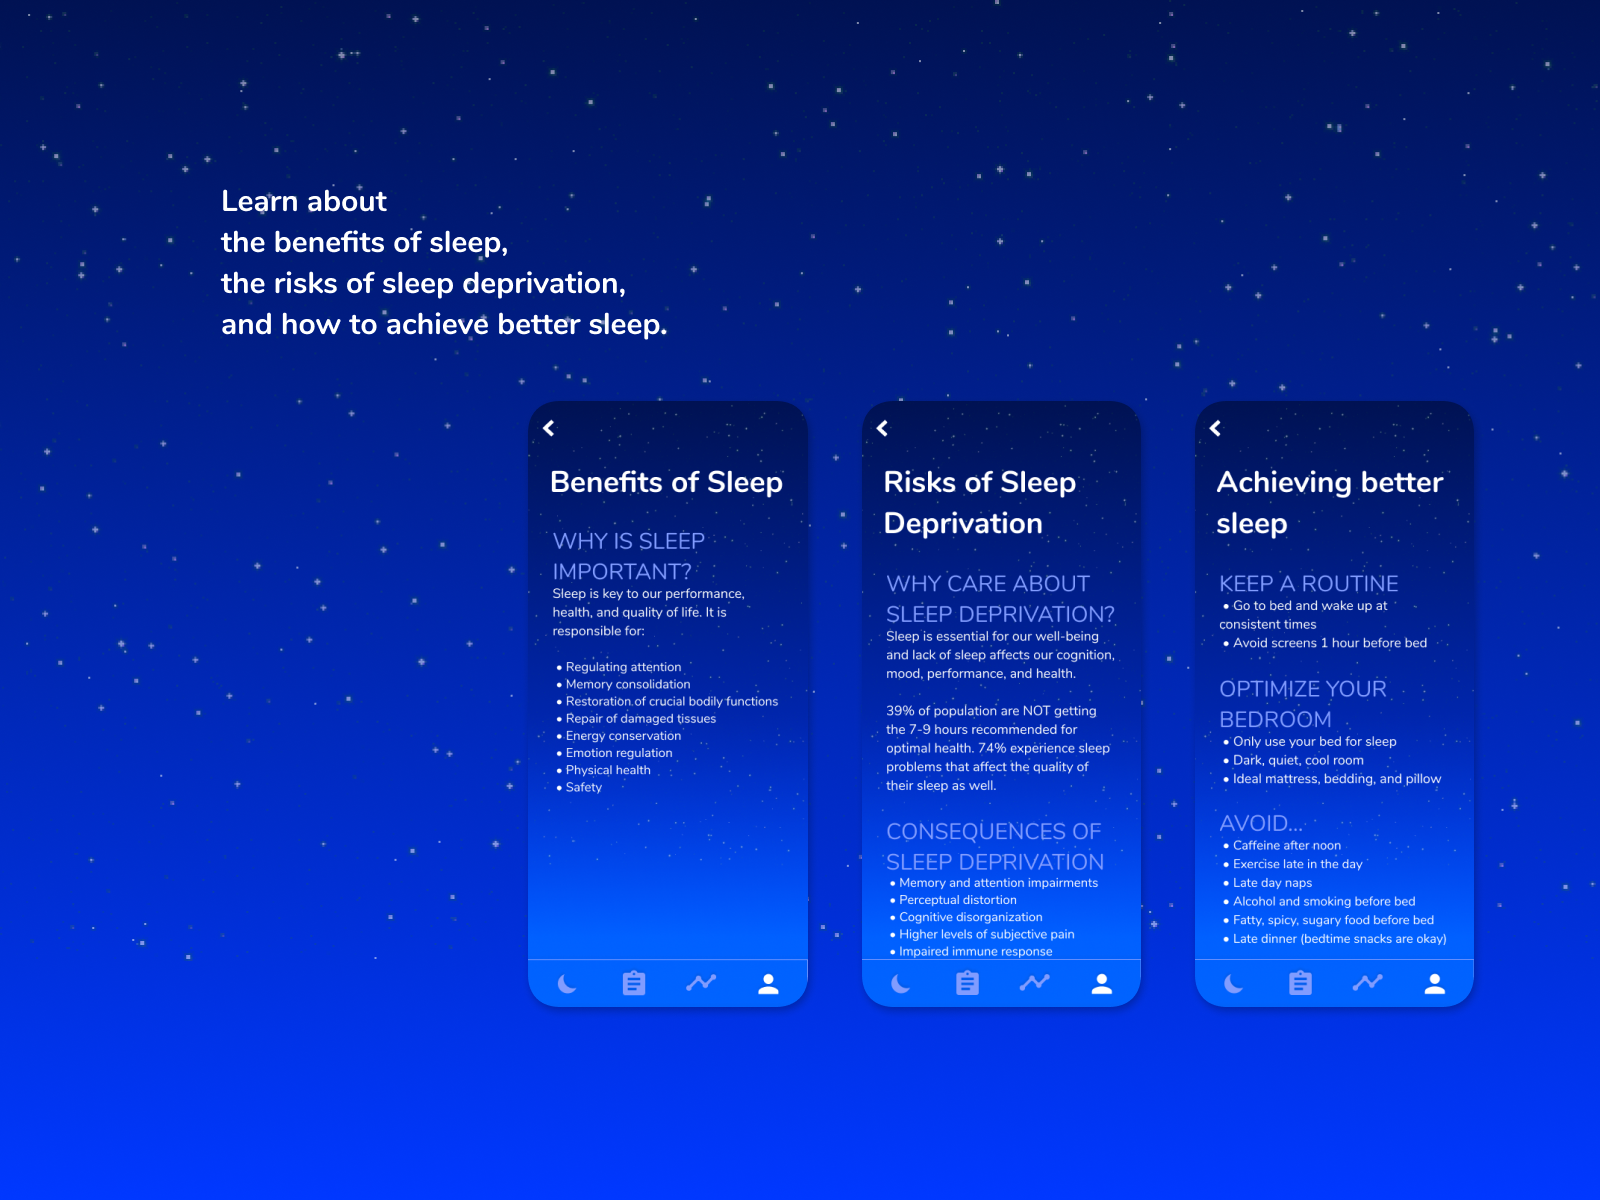 Learn about
the benefits of sleep,
the risks of sleep deprivation,
and how to achieve better sleep.
Benefits of Sleep
WHY IS SLEEP
IMPORTANT?
Sleep is key to our performance,
health, and quality of life. It is
responsible for:
• Regulating attention
• Memory consolidation
• Restoration of crucial bodily functions
• Repair of damaged tissues
• Energy conservation
• Emotion regulation
• Physical health
• Safety
Risks of Sleep
Deprivation
WHY CARE ABOUT
SLEEP DEPRIVATION?
Sleep is essential for our well-being
and lack of sleep affects our cognition,
mood, performance, and health.
39% of population are NOT getting
the 7-9 hours recommended for
optimal health. 74% experience sleep
problems that affect the quality of
their sleep as well.
CONSEQUENCES OF
SLEEP DEPRIVATION
• Memory and attention impairments
• Perceptual distortion
• Cognitive disorganization
• Higher levels of subjective pain
• Impaired immune response
Achieving better
sleep
KEEP A ROUTINE
• Go to bed and wake up at
consistent times
• Avoid screens 1 hour before bed
OPTIMIZE YOUR
BEDROOM
• Only use your bed for sleep
• Dark, quiet, cool room
• Ideal mattress, bedding, and pillow
AVOID...
• Caffeine after noon
• Exercise late in the day
• Late day naps
• Alcohol and smoking before bed
• Fatty, spicy, sugary food before bed
• Late dinner (bedtime snacks are okay)